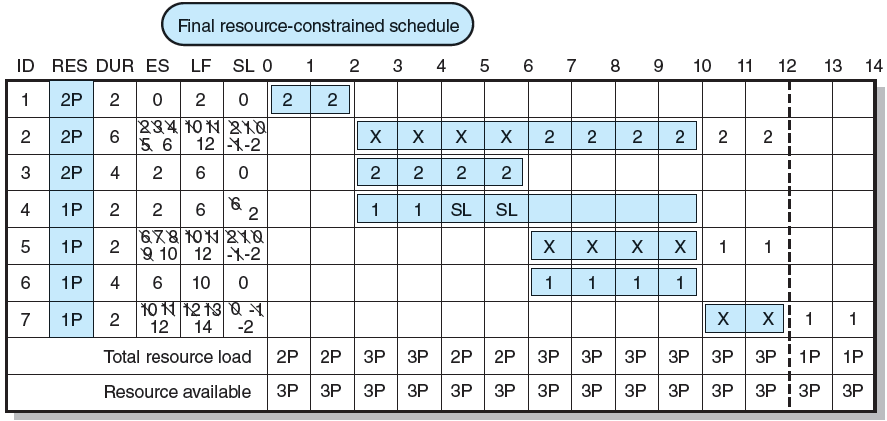 Final resource-constrained schedule
ID RES DUR ES LF SL 0 1 2 3 4 5 6 7 8 9 10 11 12 13 14
1 2P 2 0 2 0 2 2
2 2P 6 2 3 4 5 6 10 11 12 2 1 0 -1 -2 X X X X 2 2 2 2 2 2
3 2P 4 2 6 0 2 2 2 2
4 1P 2 2 6 6 2 1 1 SL SL
5 1P 2 6 7 8 9 10 10 11 12 2 1 0 -1 -2 X X X X 1 1
6 1P 4 6 10 0 1 1 1 1
7 1P 2 10 11 12 12 13 14 0 -1 -2 X X 1 1
Total resource load 2P 2P 3P 3P 2P 2P 3P 3P 3P 3P 3P 3P 1P 1P
Resource available 3P 3P 3P 3P 3P 3P 3P 3P 3P 3P 3P 3P 3P 3P